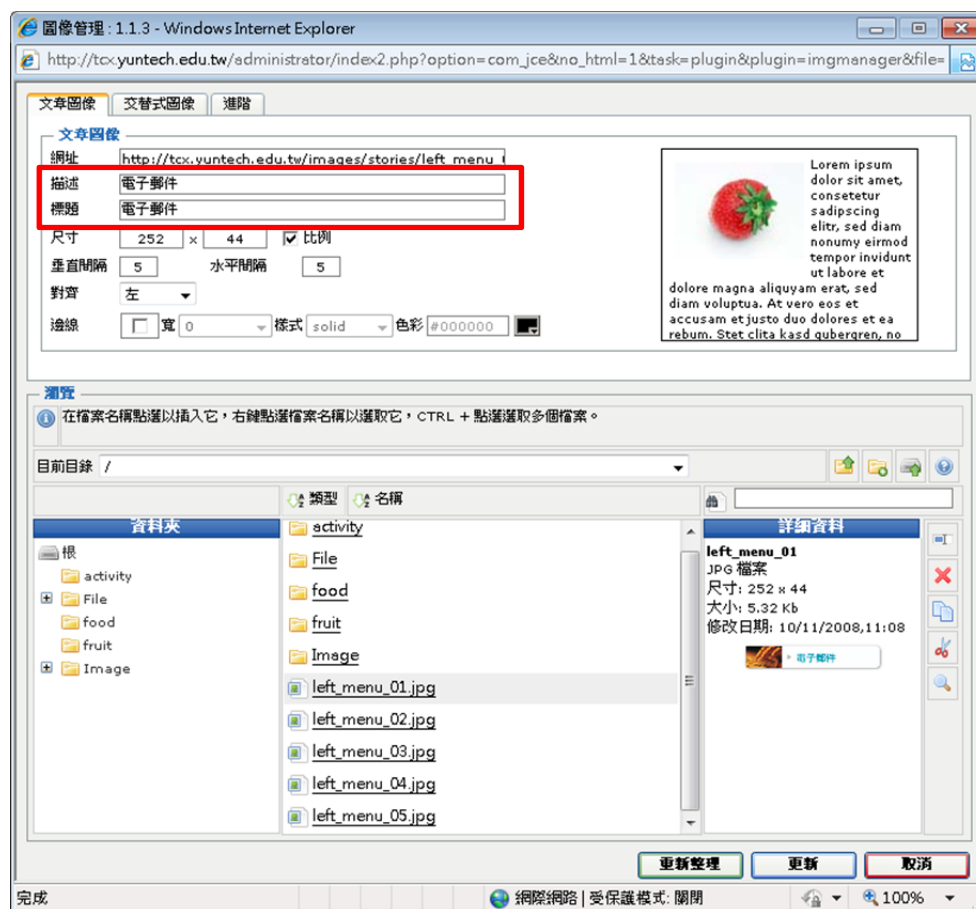 圖像管理 : 1.1.3 - Windows Internet Explorer
http://tcx.yuntech.edu.tw/administrator/index2.php?option=com_jce&no_html=1&task=plugin&plugin=imgmanager&file=
文章圖像 交替式圖像 進階
文章圖像
網址 http://tcx.yuntech.edu.tw/images/stories/left_menu_
描述 電子郵件
標題 電子郵件
尺寸 252 x 44 比例
垂直間隔 5 水平間隔 5
對齊 左
邊線 寬 0 樣式 solid 色彩 #000000
Lorem ipsum
dolor sit amet,
consetetur
sadipscing
elitr, sed diam
nonumy eirmod
tempor invidunt
ut labore et
dolore magna aliquyam erat, sed
diam voluptua. At vero eos et
accusam et justo duo dolores et ea
rebum. Stet clita kasd gubergren, no
瀏覽
在檔案名稱點選以插入它，右鍵點選檔案名稱以選取它，CTRL + 點選選取多個檔案。
目前目錄 /
類型 名稱
資料夾
根
activity
File
food
fruit
Image
activity
File
food
fruit
Image
left_menu_01.jpg
left_menu_02.jpg
left_menu_03.jpg
left_menu_04.jpg
left_menu_05.jpg
詳細資料
left_menu_01
JPG 檔案
尺寸: 252 x 44
大小: 5.32 Kb
修改日期: 10/11/2008,11:08
電子郵件
重新整理 更新 取消
完成 網際網路 | 受保護模式: 關閉 100%